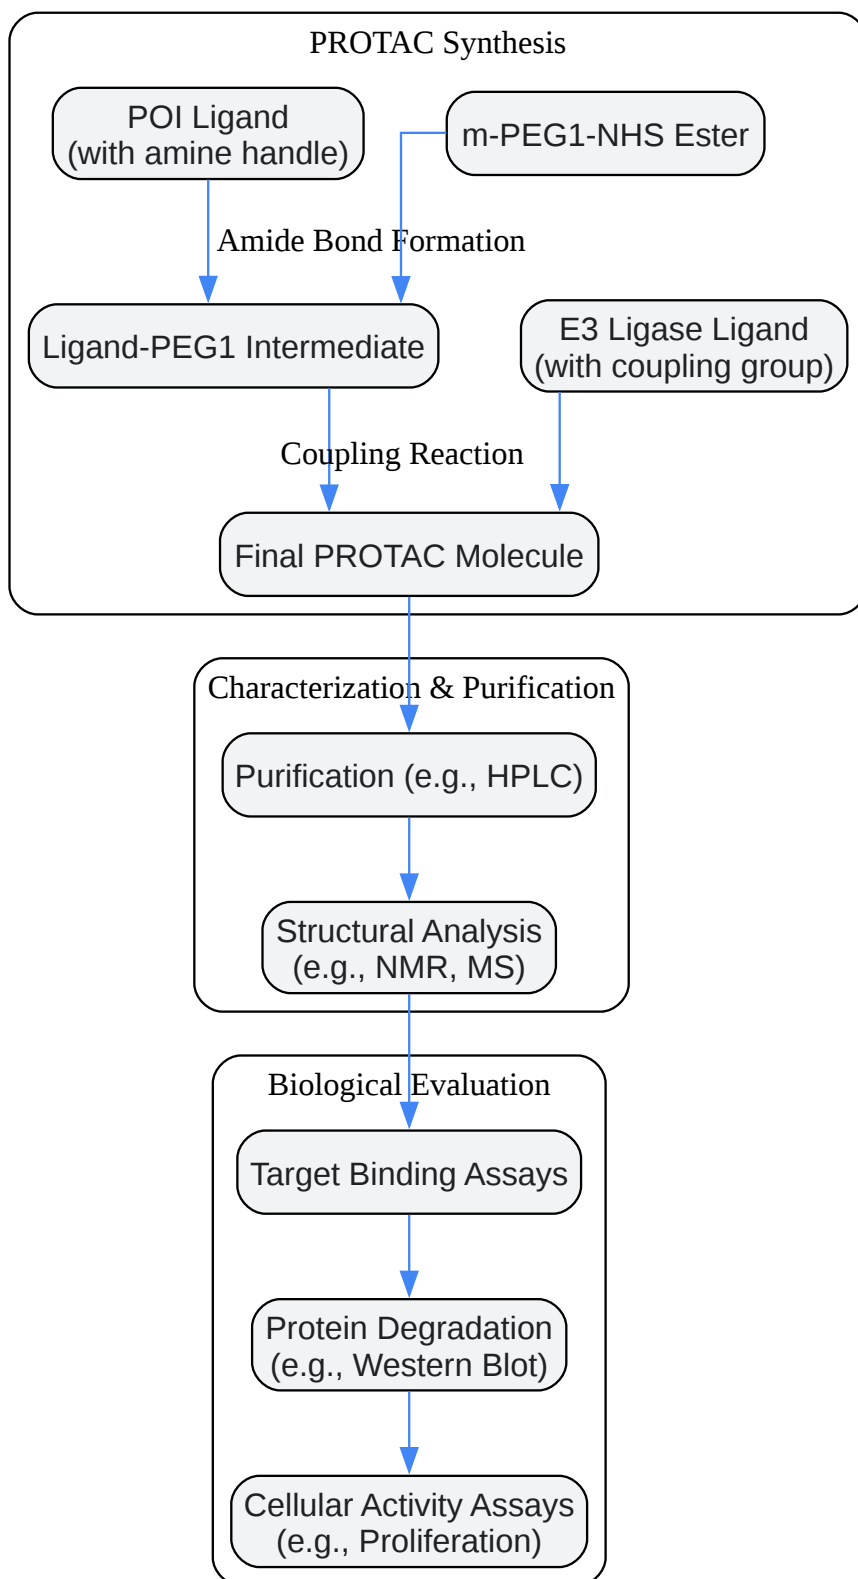 PROTAC Synthesis
POI Ligand
(with amine handle)
m-PEG1-NHS Ester
Amide Bond Formation
Ligand-PEG1 Intermediate
E3 Ligase Ligand
(with coupling group)
Coupling Reaction
Final PROTAC Molecule
Characterization & Purification
Purification (e.g., HPLC)
Structural Analysis
(e.g., NMR, MS)
Biological Evaluation
Target Binding Assays
Protein Degradation
(e.g., Western Blot)
Cellular Activity Assays
(e.g., Proliferation)